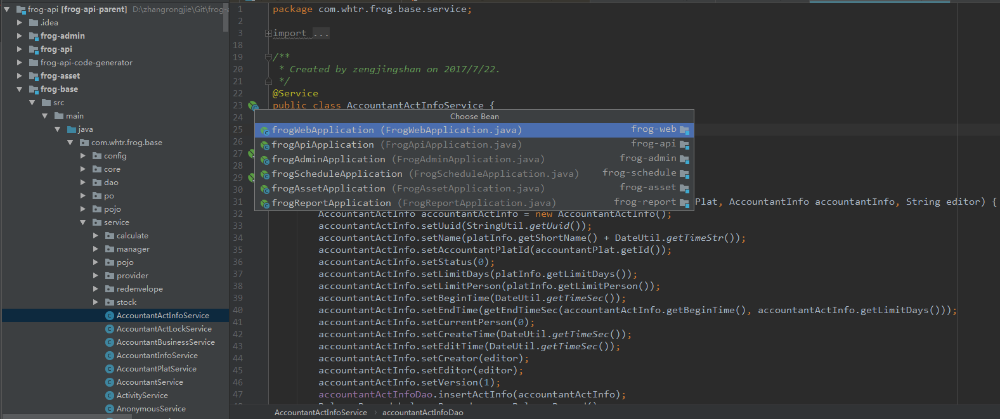 frog-api [frog-api-parent] D:\zhangrongjie\Git\frog-a
.idea
frog-admin
frog-api
frog-api-code-generator
frog-asset
frog-base
src
main
java
com.whtr.frog.base
config
core
dao
po
pojo
service
calculate
manager
pojo
provider
redenvelope
stock
AccountantActInfoService
AccountantActLockService
AccountantBusinessService
AccountantInfoService
AccountantPlatService
AccountantService
ActivityService
AnonymousService
1 package com.whtr.frog.base.service;
2
3 import ...
18
19 /**
20 * Created by zengjingshan on 2017/7/22.
21 */
22 @Service
23 public class AccountantActInfoService {
24
Choose Bean
25
frogWebApplication (FrogWebApplication.java) frog-web
26
frogApiApplication (FrogApiApplication.java) frog-api
27
frogAdminApplication (FrogAdminApplication.java) frog-admin
28
frogScheduleApplication (FrogScheduleApplication.java) frog-schedule
29
frogAssetApplication (FrogAssetApplication.java) frog-asset
30
frogReportApplication (FrogReportApplication.java) frog-report
31 Plat, AccountantInfo accountantInfo, String editor) {
32 AccountantActInfo accountantActInfo = new AccountantActInfo();
33 accountantActInfo.setUuid(StringUtil.getUuid());
34 accountantActInfo.setName(platInfo.getShortName() + DateUtil.getTimeStr());
35 accountantActInfo.setAccountantPlatId(accountantPlat.getId());
36 accountantActInfo.setStatus(0);
37 accountantActInfo.setLimitDays(platInfo.getLimitDays());
38 accountantActInfo.setLimitPerson(platInfo.getLimitPerson());
39 accountantActInfo.setBeginTime(DateUtil.getTimeSec());
40 accountantActInfo.setEndTime(getEndTimeSec(accountantActInfo.getBeginTime(), accountantActInfo.getLimitDays()));
41 accountantActInfo.setCurrentPerson(0);
42 accountantActInfo.setCreateTime(DateUtil.getTimeSec());
43 accountantActInfo.setEditTime(DateUtil.getTimeSec());
44 accountantActInfo.setCreator(editor);
45 accountantActInfo.setEditor(editor);
46 accountantActInfo.setVersion(1);
47 accountantActInfoDao.insertActInfo(accountantActInfo);
AccountantActInfoService › accountantActInfoDao